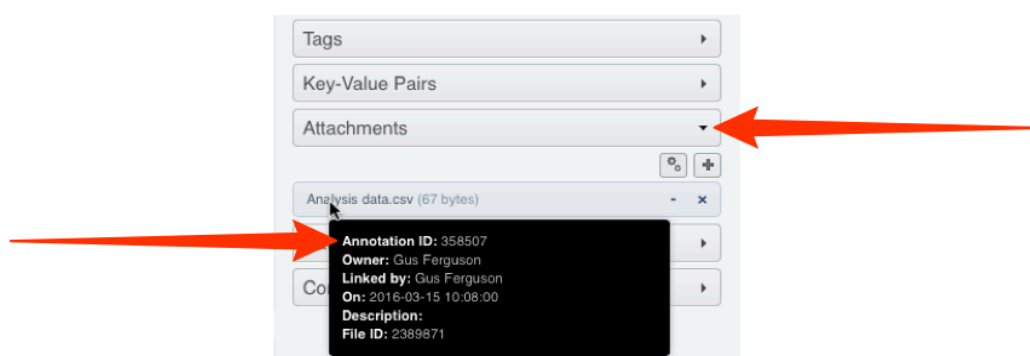 Tags
Key-Value Pairs
Attachments
Analysis data.csv (67 bytes)
Annotation ID: 358507
Owner: Gus Ferguson
Linked by: Gus Ferguson
Co
On: 2016-03-15 10:08:00
Description:
File ID: 2389871